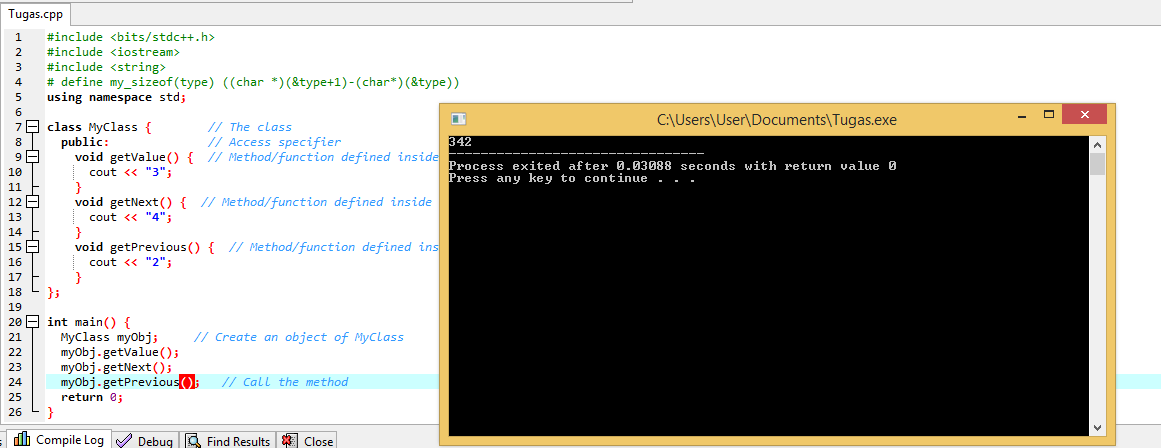 Tugas.cpp
1 #include <bits/stdc++.h>
2 #include <iostream>
3 #include <string>
4 # define my_sizeof(type) ((char *)(&type+1)-(char*)(&type))
5 using namespace std;
6
7 class MyClass { // The class
8 public: // Access specifier
9 void getValue() { // Method/function defined inside
10 cout << "3";
11 }
12 void getNext() { // Method/function defined inside
13 cout << "4";
14 }
15 void getPrevious() { // Method/function defined ins
16 cout << "2";
17 }
18 };
19
20 int main() {
21 MyClass myObj; // Create an object of MyClass
22 myObj.getValue();
23 myObj.getNext();
24 myObj.getPrevious(); // Call the method
25 return 0;
26 }
C:\Users\User\Documents\Tugas.exe
342
--------------------------------
Process exited after 0.03088 seconds with return value 0
Press any key to continue . . .
Compile Log Debug Find Results Close